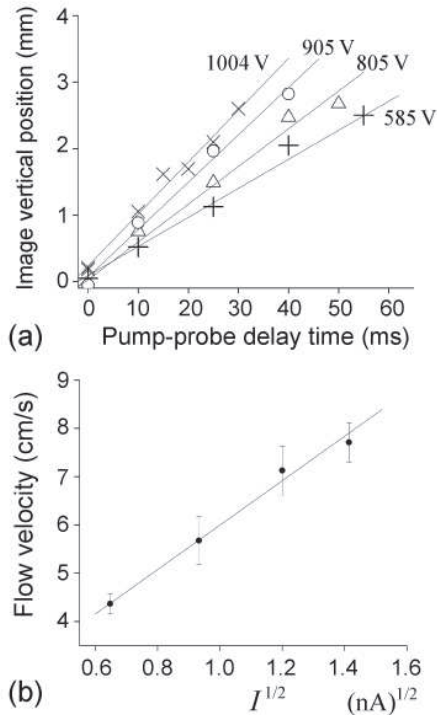 4
3
2
1
0
Image vertical position (mm)
1004 V
905 V
805 V
585 V
0 10 20 30 40 50 60
(a) Pump-probe delay time (ms)
9
8
7
6
5
4
Flow velocity (cm/s)
0.6 0.8 1.0 1.2 1.4 1.6
(b) I^{1/2} (nA)^{1/2}